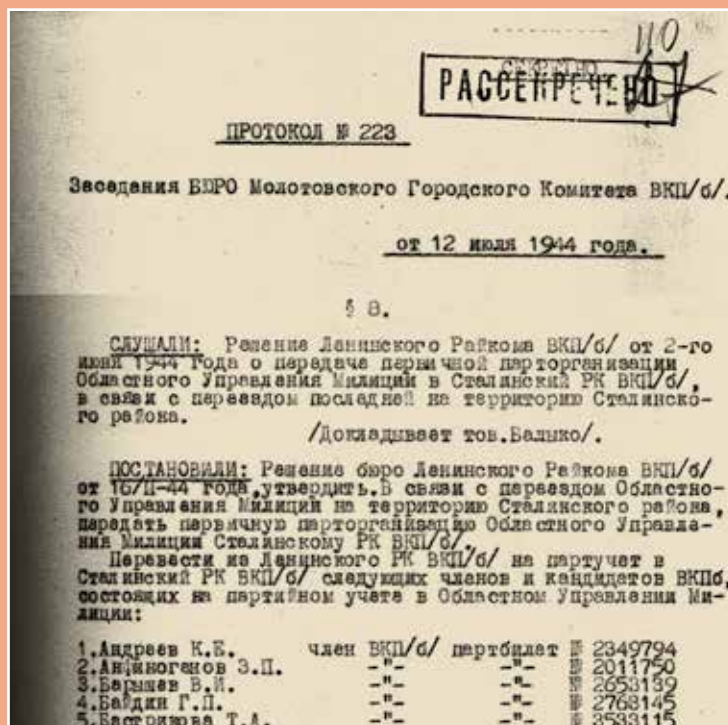 110
СЕКРЕТНО
РАССЕКРЕЧЕНО
ПРОТОКОЛ № 223
Заседания БЮРО Молотовского Городского Комитета ВКП/б/.
от 12 июля 1944 года.
§ 8.
СЛУШАЛИ: Решение Ленинского Райкома ВКП/б/ от 2-го
июня 1944 года о передаче первичной парторганизации
Областного Управления Милиции в Сталинский РК ВКП/б/,
в связи с переездом последней на территорию Сталинско-
го района.
/Докладывает тов.Балыко/.
ПОСТАНОВИЛИ: Решение бюро Ленинского Райкома ВКП/б/
от 16/П-44 года,утвердить.В связи с переездом Областно-
го Управления Милиции на территорию Сталинского района,
передать первичную парторганизацию Областного Управле-
ния Милиции Сталинскому РК ВКП/б/.
Перевести из Ленинского РК ВКП/б/ на партучет в
Сталинский РК ВКП/б/ следующих членов и кандидатов ВКПб,
состоящих на партийном учете в Областном Управлении Ми-
лиции:
1.Андреев К.Е. член ВКП/б/ партбилет № 2349794
2.Анфиногенов З.П. -"- -"- № 2011750
3.Барышев В.И. -"- -"- № 2653139
4.Байдин Г.П. -"- -"- № 2768145
5.Бастрикова Т.А. -"- -"- № 3538115